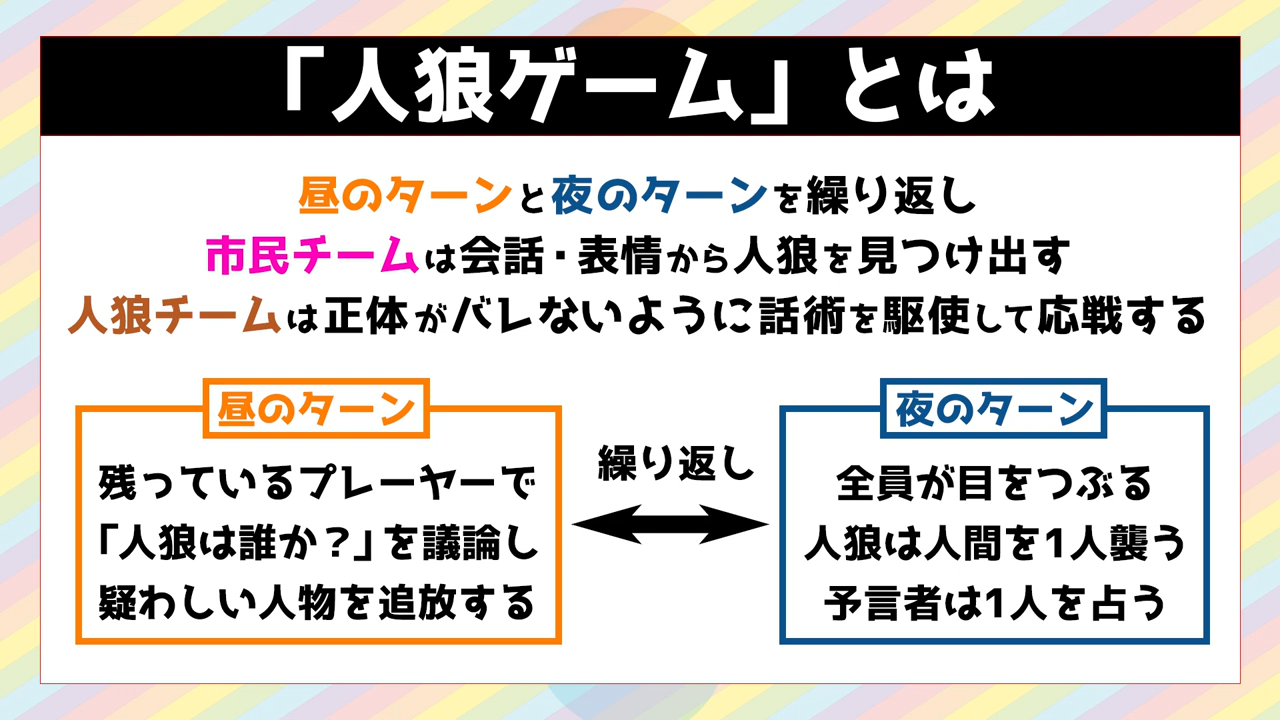 「人狼ゲーム」とは
昼のターンと夜のターンを繰り返し
市民チームは会話・表情から人狼を見つけ出す
人狼チームは正体がバレないように話術を駆使して応戦する
昼のターン
残っているプレーヤーで
「人狼は誰か？」を議論し
疑わしい人物を追放する
繰り返し
夜のターン
全員が目をつぶる
人狼は人間を1人襲う
予言者は1人を占う